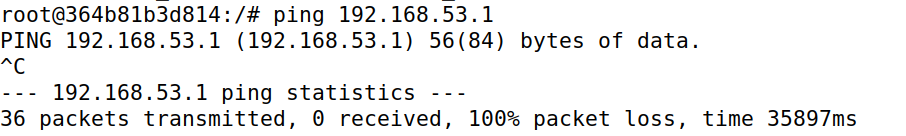 root@364b81b3d814:/# ping 192.168.53.1
PING 192.168.53.1 (192.168.53.1) 56(84) bytes of data.
^C
--- 192.168.53.1 ping statistics ---
36 packets transmitted, 0 received, 100% packet loss, time 35897ms